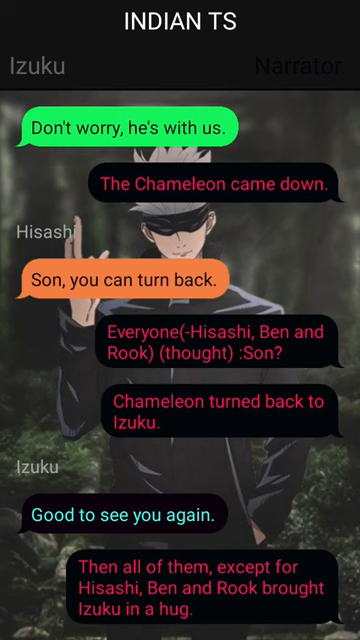 INDIAN TS
Izuku
Narrator
Don't worry, he's with us.
The Chameleon came down.
Hisashi
Son, you can turn back.
Everyone(-Hisashi, Ben and
Rook) (thought) :Son?
Chameleon turned back to
Izuku.
Izuku
Good to see you again.
Then all of them, except for
Hisashi, Ben and Rook brought
Izuku in a hug.